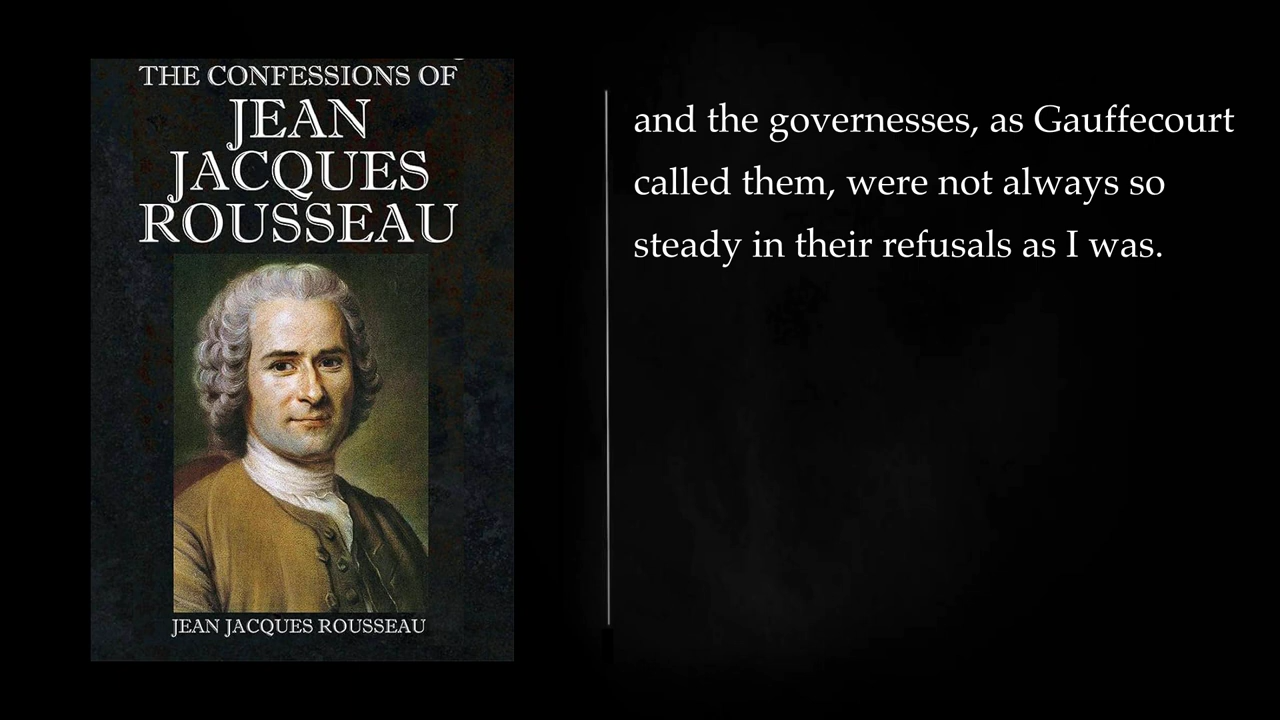 THE CONFESSIONS OF
JEAN
JACQUES
ROUSSEAU
JEAN JACQUES ROUSSEAU
and the governesses, as Gauffecourt
called them, were not always so
steady in their refusals as I was.